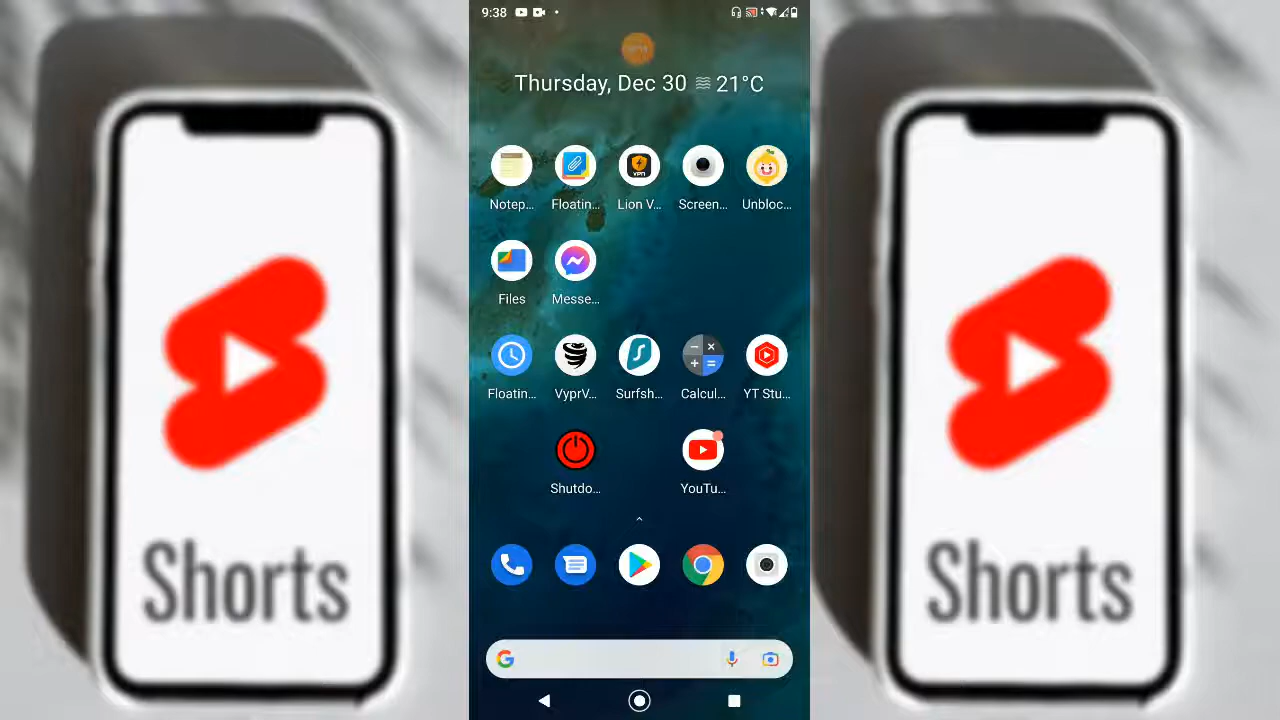 9:38
Thursday, Dec 30 21°C
Notep... Floatin... Lion V... Screen... Unbloc...
VPN
Files Messe...
Floatin... VyprV... Surfsh... Calcul... YT Stu...
Shutdo... YouTu...
Shorts
Shorts